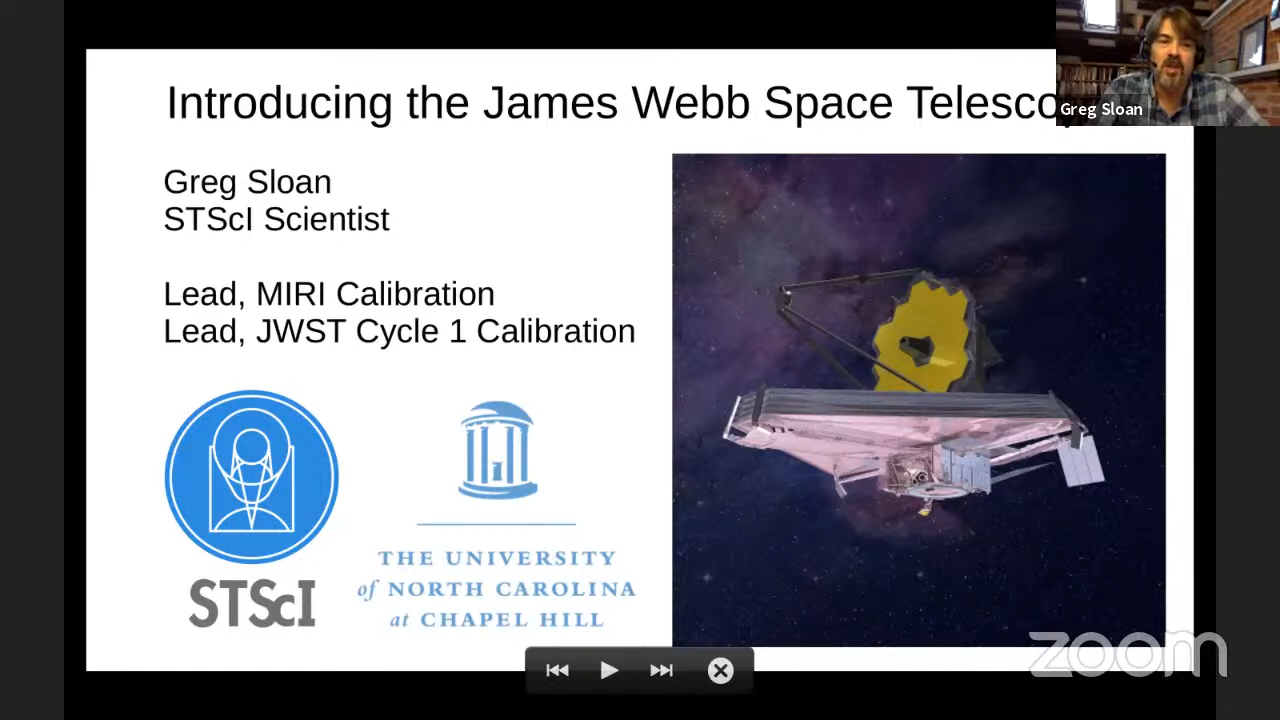 Introducing the James Webb Space Telesco
Greg Sloan
Greg Sloan
STScI Scientist
Lead, MIRI Calibration
Lead, JWST Cycle 1 Calibration
STScI
THE UNIVERSITY
of NORTH CAROLINA
at CHAPEL HILL
zoom